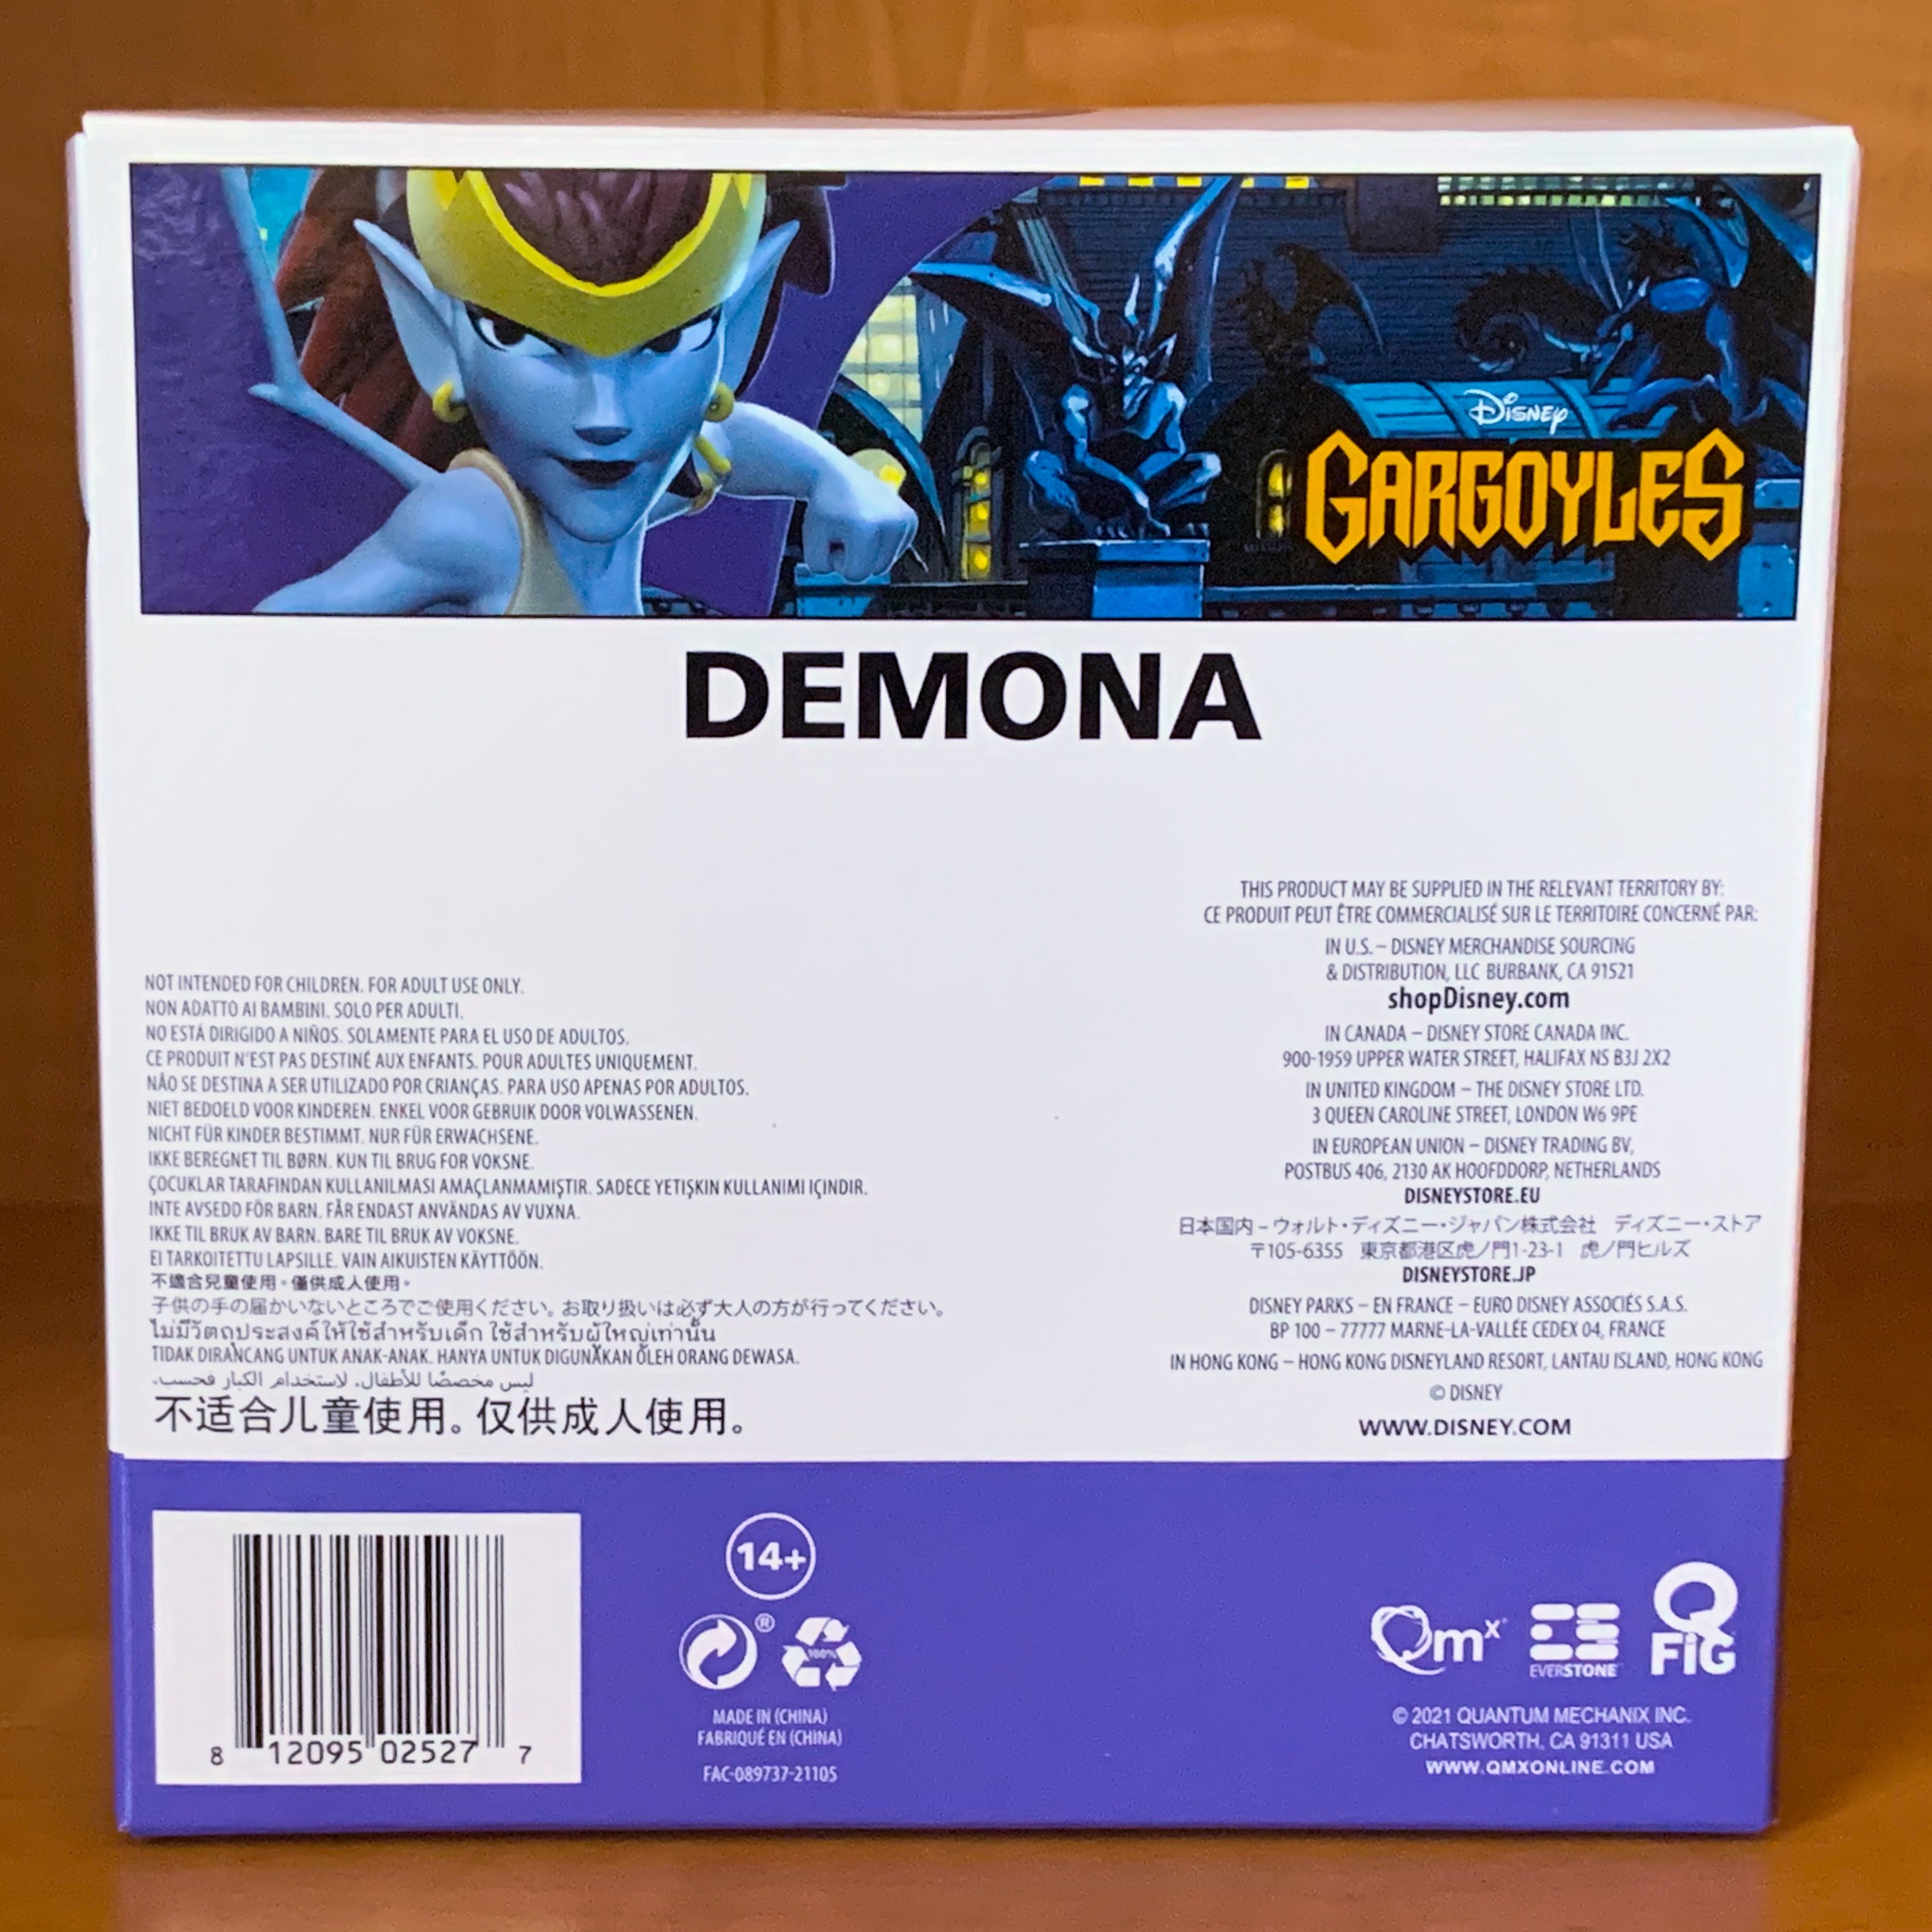 DISNEY
GARGOYLES
DEMONA
NOT INTENDED FOR CHILDREN. FOR ADULT USE ONLY.
NON ADATTO AI BAMBINI. SOLO PER ADULTI.
NO ESTÁ DIRIGIDO A NIÑOS. SOLAMENTE PARA EL USO DE ADULTOS.
CE PRODUIT N'EST PAS DESTINÉ AUX ENFANTS. POUR ADULTES UNIQUEMENT.
NÃO SE DESTINA A SER UTILIZADO POR CRIANÇAS. PARA USO APENAS POR ADULTOS.
NIET BEDOELD VOOR KINDEREN. ENKEL VOOR GEBRUIK DOOR VOLWASSENEN.
NICHT FÜR KINDER BESTIMMT. NUR FÜR ERWACHSENE.
IKKE BEREGNET TIL BØRN. KUN TIL BRUG FOR VOKSNE.
ÇOCUKLAR TARAFINDAN KULLANILMASI AMAÇLANMAMIŞTIR. SADECE YETIŞKIN KULLANIMI IÇINDIR.
INTE AVSEDD FÖR BARN. FÅR ENDAST ANVÄNDAS AV VUXNA.
IKKE TIL BRUK AV BARN. BARE TIL BRUK AV VOKSNE.
EI TARKOITETTU LAPSILLE. VAIN AIKUISTEN KÄYTTÖÖN.
不適合兒童使用。僅供成人使用。
子供の手の届かいないところでご使用ください。お取り扱いは必ず大人の方が行ってください。
ไม่มีวัตถุประสงค์ให้ใช้สำหรับเด็ก ใช้สำหรับผู้ใหญ่เท่านั้น
TIDAK DIRANCANG UNTUK ANAK-ANAK. HANYA UNTUK DIGUNAKAN OLEH ORANG DEWASA.
ليس مخصصًا للأطفال. لاستخدام الكبار فحسب.
不适合儿童使用。仅供成人使用。
THIS PRODUCT MAY BE SUPPLIED IN THE RELEVANT TERRITORY BY:
CE PRODUIT PEUT ÊTRE COMMERCIALISÉ SUR LE TERRITOIRE CONCERNÉ PAR:
IN U.S. – DISNEY MERCHANDISE SOURCING
& DISTRIBUTION, LLC BURBANK, CA 91521
shopDisney.com
IN CANADA – DISNEY STORE CANADA INC.
900-1959 UPPER WATER STREET, HALIFAX NS B3J 2X2
IN UNITED KINGDOM – THE DISNEY STORE LTD.
3 QUEEN CAROLINE STREET, LONDON W6 9PE
IN EUROPEAN UNION – DISNEY TRADING BV,
POSTBUS 406, 2130 AK HOOFDDORP, NETHERLANDS
DISNEYSTORE.EU
日本国内 – ウォルト・ディズニー・ジャパン株式会社 ディズニー・ストア
〒105-6355 東京都港区虎ノ門1-23-1 虎ノ門ヒルズ
DISNEYSTORE.JP
DISNEY PARKS – EN FRANCE – EURO DISNEY ASSOCIÉS S.A.S.
BP 100 – 77777 MARNE-LA-VALLÉE CEDEX 04, FRANCE
IN HONG KONG – HONG KONG DISNEYLAND RESORT, LANTAU ISLAND, HONG KONG
© DISNEY
WWW.DISNEY.COM
8 12095 02527 7
14+
®
100%
MADE IN (CHINA)
FABRIQUÉ EN (CHINA)
FAC-089737-21105
Qmx
EVERSTONE
Q FIG
© 2021 QUANTUM MECHANIX INC.
CHATSWORTH, CA 91311 USA
WWW.QMXONLINE.COM